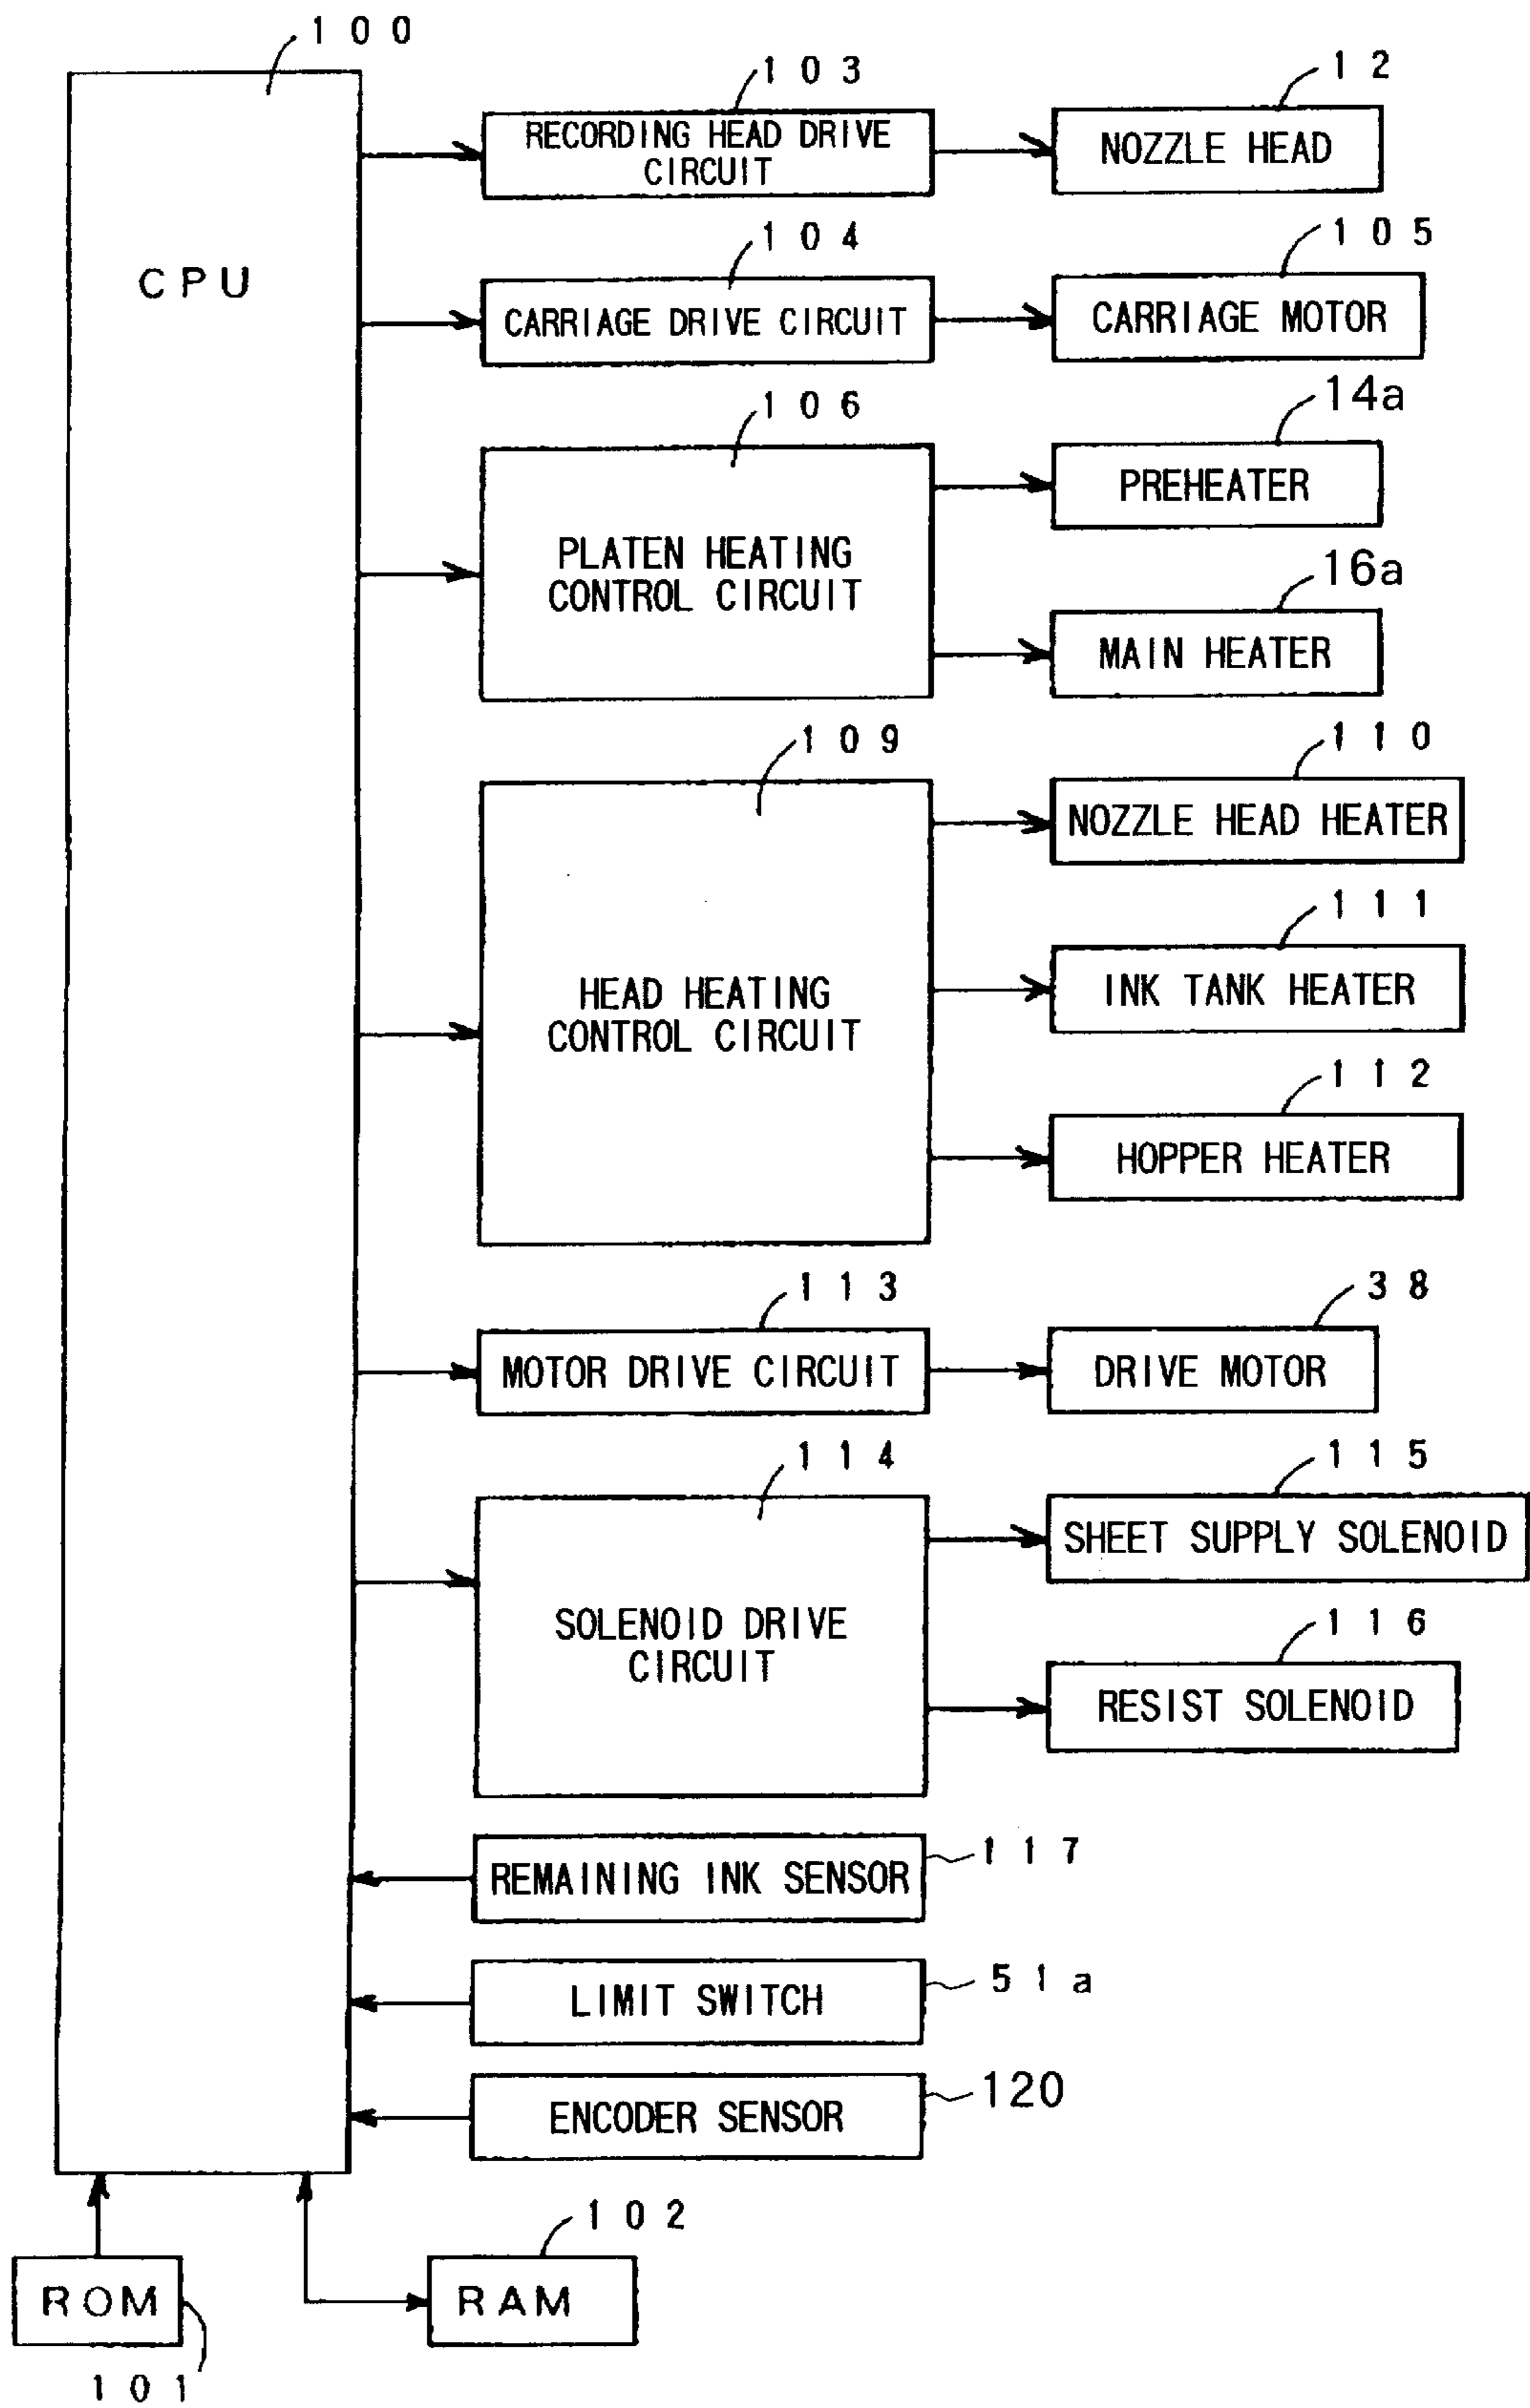 100
CPU
103
RECORDING HEAD DRIVE
CIRCUIT
12
NOZZLE HEAD
104
CARRIAGE DRIVE CIRCUIT
105
CARRIAGE MOTOR
106
PLATEN HEATING
CONTROL CIRCUIT
14a
PREHEATER
16a
MAIN HEATER
109
HEAD HEATING
CONTROL CIRCUIT
110
NOZZLE HEAD HEATER
111
INK TANK HEATER
112
HOPPER HEATER
113
MOTOR DRIVE CIRCUIT
38
DRIVE MOTOR
114
SOLENOID DRIVE
CIRCUIT
115
SHEET SUPPLY SOLENOID
116
RESIST SOLENOID
117
REMAINING INK SENSOR
51a
LIMIT SWITCH
120
ENCODER SENSOR
ROM
101
102
RAM